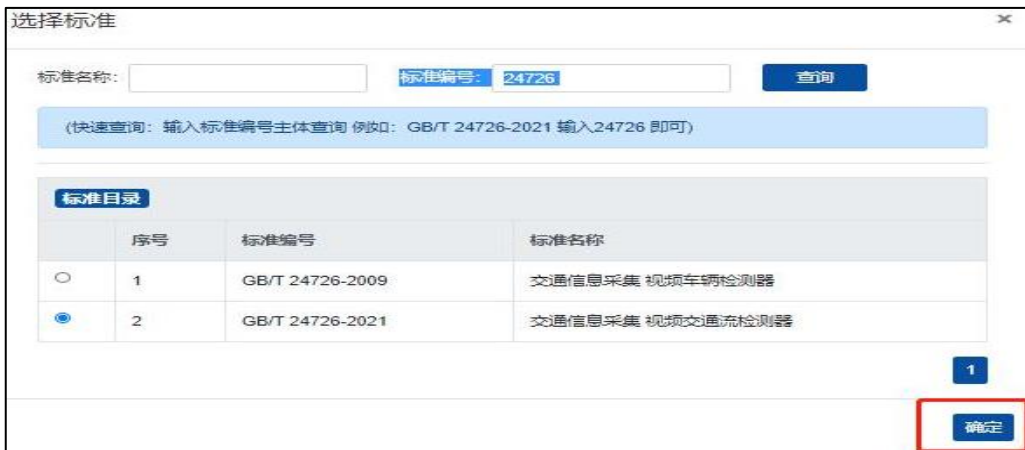 选择标准 ×
标准名称： 标准编号： 24726 查询
(快速查询：输入标准编号主体查询 例如：GB/T 24726-2021 输入24726 即可)
标准目录
序号 标准编号 标准名称
1 GB/T 24726-2009 交通信息采集 视频车辆检测器
2 GB/T 24726-2021 交通信息采集 视频交通流检测器
1
确定